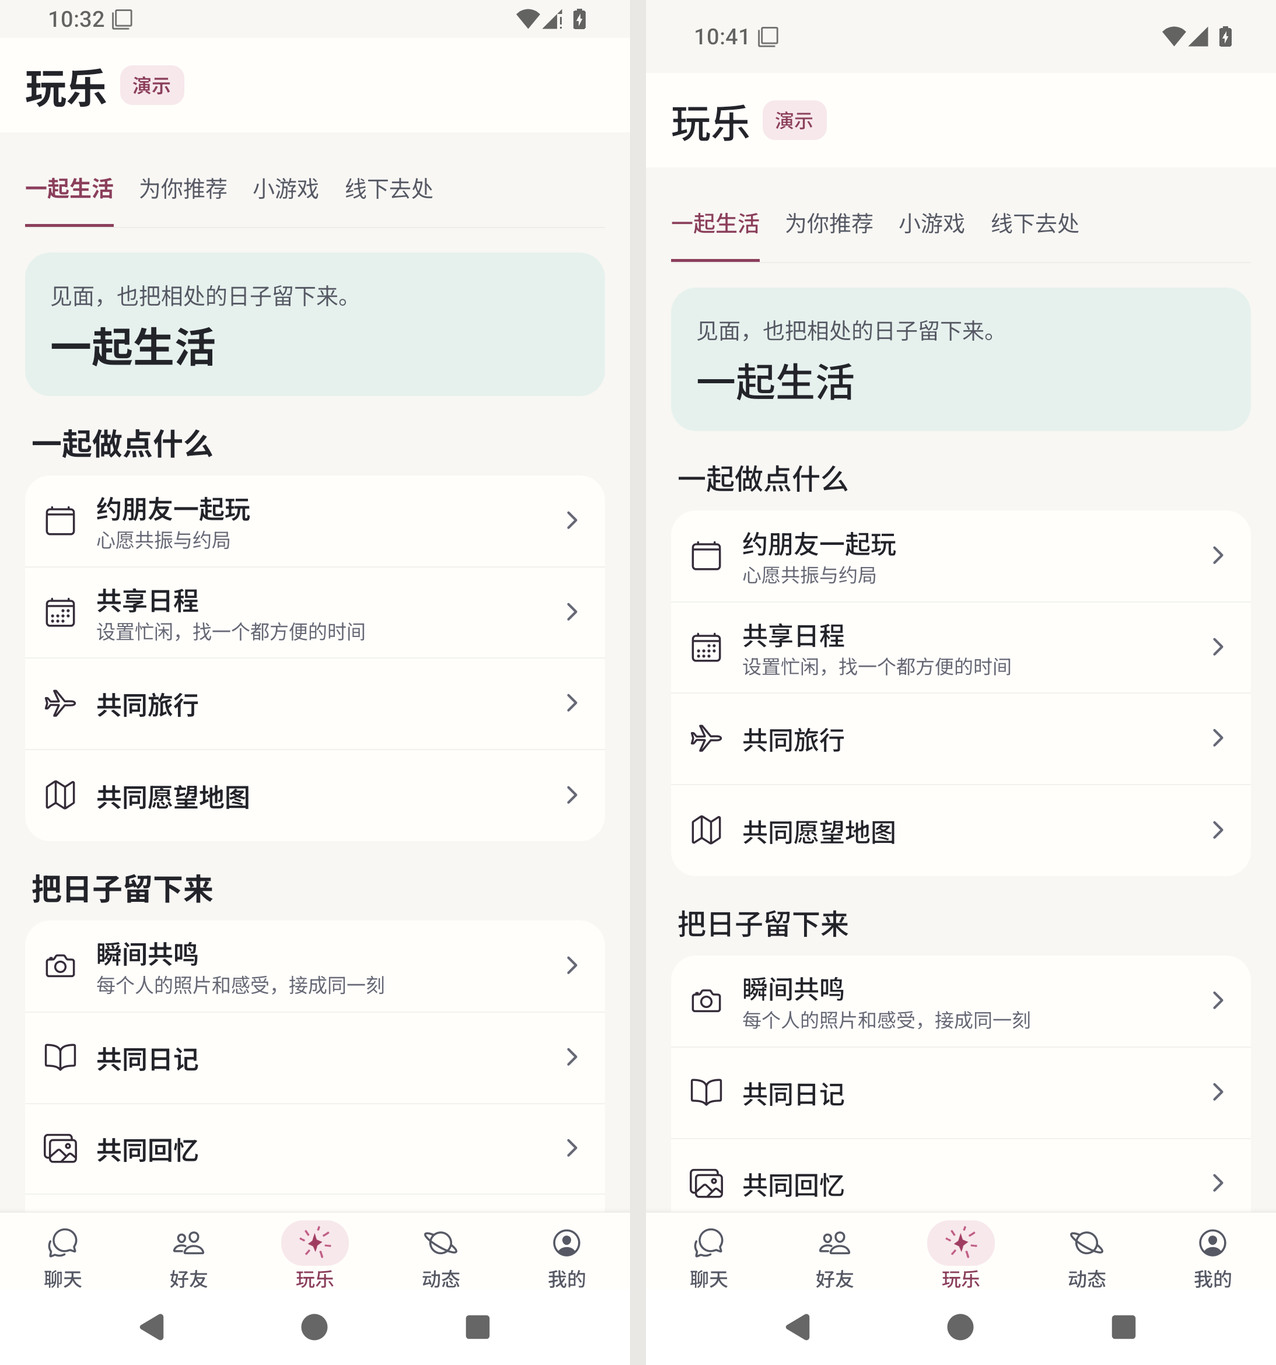 10:32
玩乐 演示
一起生活 为你推荐 小游戏 线下去处
见面，也把相处的日子留下来。
一起生活
一起做点什么
约朋友一起玩
心愿共振与约局
共享日程
设置忙闲，找一个都方便的时间
共同旅行
共同愿望地图
把日子留下来
瞬间共鸣
每个人的照片和感受，接成同一刻
共同日记
共同回忆
聊天 好友 玩乐 动态 我的
10:41
玩乐 演示
一起生活 为你推荐 小游戏 线下去处
见面，也把相处的日子留下来。
一起生活
一起做点什么
约朋友一起玩
心愿共振与约局
共享日程
设置忙闲，找一个都方便的时间
共同旅行
共同愿望地图
把日子留下来
瞬间共鸣
每个人的照片和感受，接成同一刻
共同日记
共同回忆
聊天 好友 玩乐 动态 我的